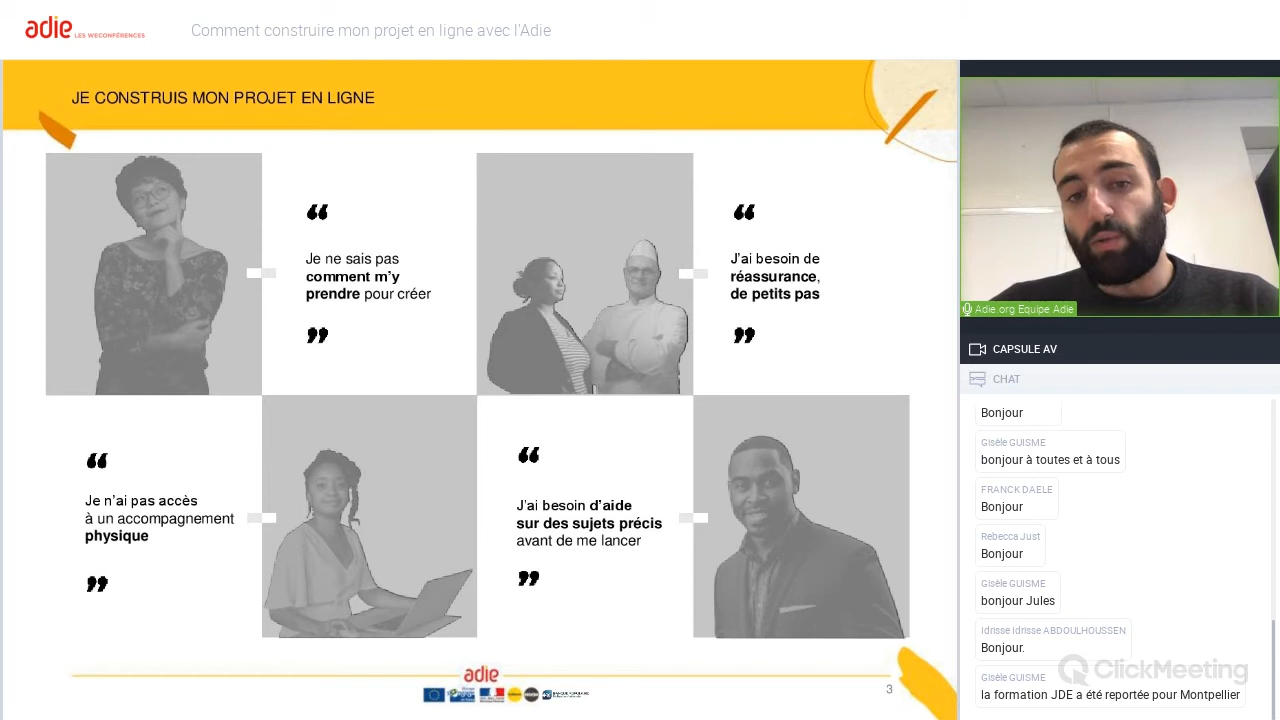 adie LES WECONFÉRENCES
Comment construire mon projet en ligne avec l'Adie
JE CONSTRUIS MON PROJET EN LIGNE
“
Je ne sais pas
comment m’y
prendre pour créer
”
“
J’ai besoin de
réassurance,
de petits pas
”
“
Je n’ai pas accès
à un accompagnement
physique
”
“
J’ai besoin d’aide
sur des sujets précis
avant de me lancer
”
adie
BANQUE POPULAIRE
3
Adie.org Equipe Adie
CAPSULE AV
CHAT
Bonjour
Gisèle GUISME
bonjour à toutes et à tous
FRANCK DAELE
Bonjour
Rebecca Just
Bonjour
Gisèle GUISME
bonjour Jules
Idrisse Idrisse ABDOULHOUSSEN
Bonjour.
ClickMeeting
Gisèle GUISME
la formation JDE a été reportée pour Montpellier